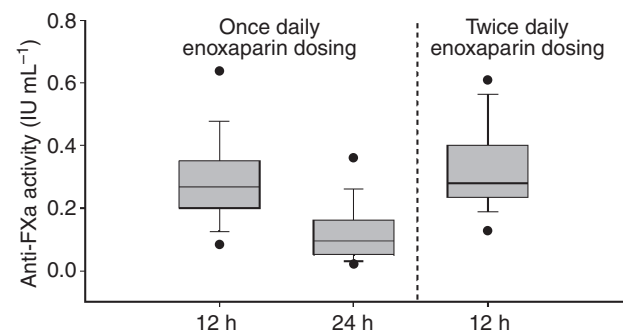 Once daily
enoxaparin dosing
Twice daily
enoxaparin dosing
Anti-FXa activity (IU mL⁻¹)
0.8
0.6
0.4
0.2
0.0
12 h
24 h
12 h